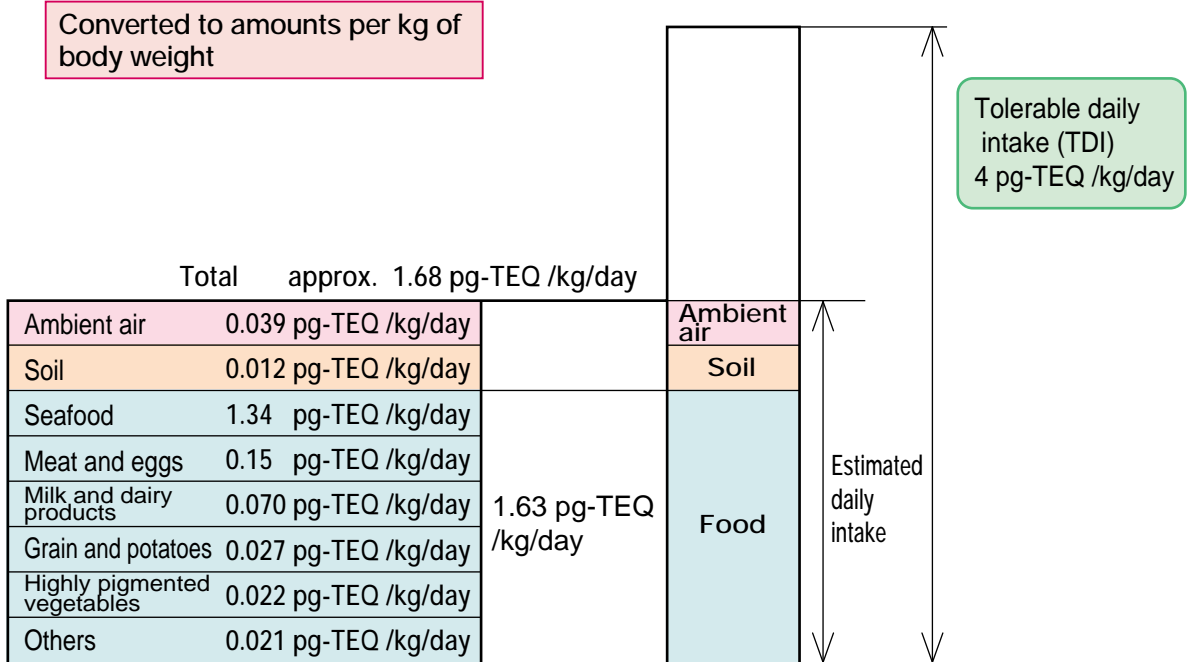 Converted to amounts per kg of
body weight
Tolerable daily
intake (TDI)
4 pg-TEQ /kg/day
Total approx. 1.68 pg-TEQ /kg/day
Ambient air 0.039 pg-TEQ /kg/day
Soil 0.012 pg-TEQ /kg/day
Seafood 1.34 pg-TEQ /kg/day
Meat and eggs 0.15 pg-TEQ /kg/day
Milk and dairy
products 0.070 pg-TEQ /kg/day
Grain and potatoes 0.027 pg-TEQ /kg/day
Highly pigmented
vegetables 0.022 pg-TEQ /kg/day
Others 0.021 pg-TEQ /kg/day
1.63 pg-TEQ
/kg/day
Ambient
air
Soil
Food
Estimated
daily
intake